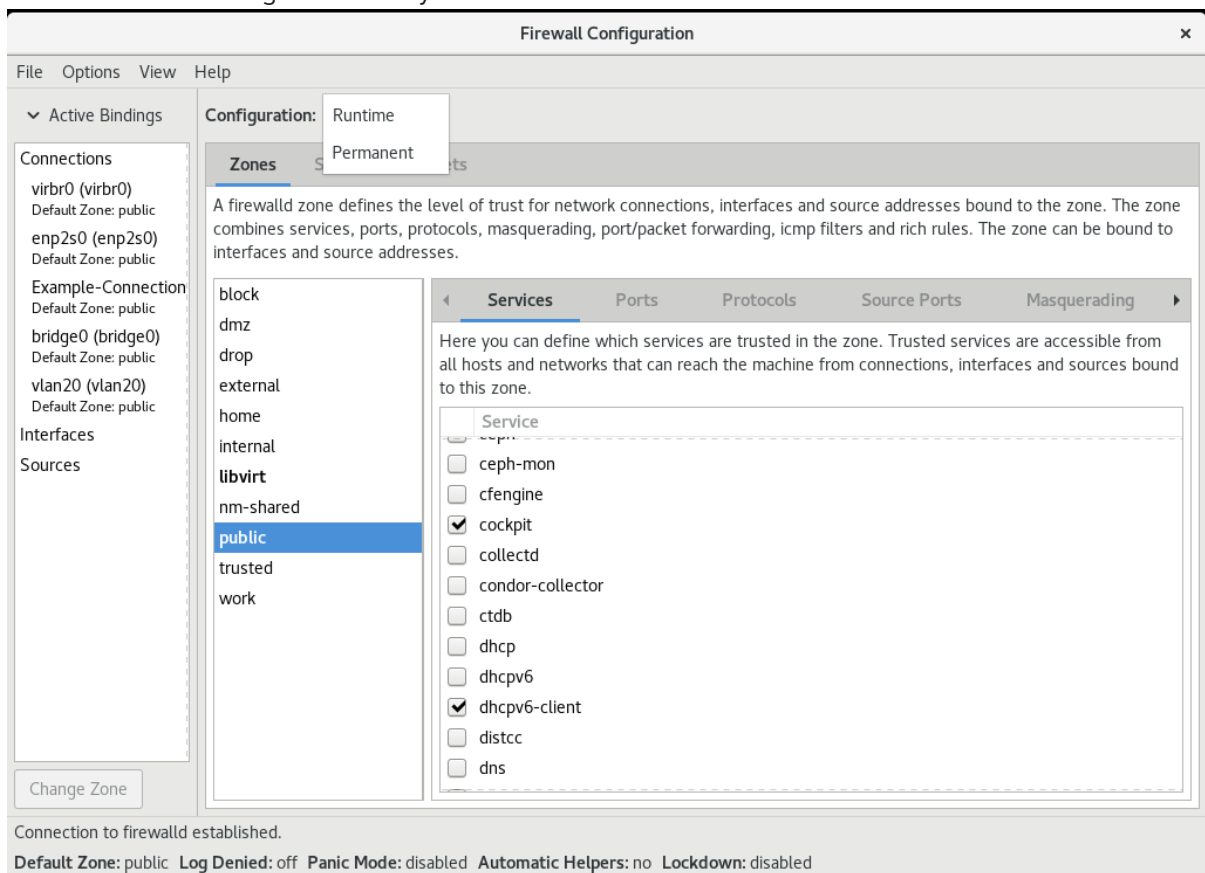 Firewall Configuration ×
File Options View Help
Active Bindings
Configuration:
Runtime
Permanent
Connections
virbr0 (virbr0)
Default Zone: public
enp2s0 (enp2s0)
Default Zone: public
Example-Connection
Default Zone: public
bridge0 (bridge0)
Default Zone: public
vlan20 (vlan20)
Default Zone: public
Interfaces
Sources
Change Zone
Zones
A firewalld zone defines the level of trust for network connections, interfaces and source addresses bound to the zone. The zone
combines services, ports, protocols, masquerading, port/packet forwarding, icmp filters and rich rules. The zone can be bound to
interfaces and source addresses.
block
dmz
drop
external
home
internal
libvirt
nm-shared
public
trusted
work
Services Ports Protocols Source Ports Masquerading
Here you can define which services are trusted in the zone. Trusted services are accessible from
all hosts and networks that can reach the machine from connections, interfaces and sources bound
to this zone.
Service
ceph-mon
cfengine
cockpit
collectd
condor-collector
ctdb
dhcp
dhcpv6
dhcpv6-client
distcc
dns
Connection to firewalld established.
Default Zone: public Log Denied: off Panic Mode: disabled Automatic Helpers: no Lockdown: disabled